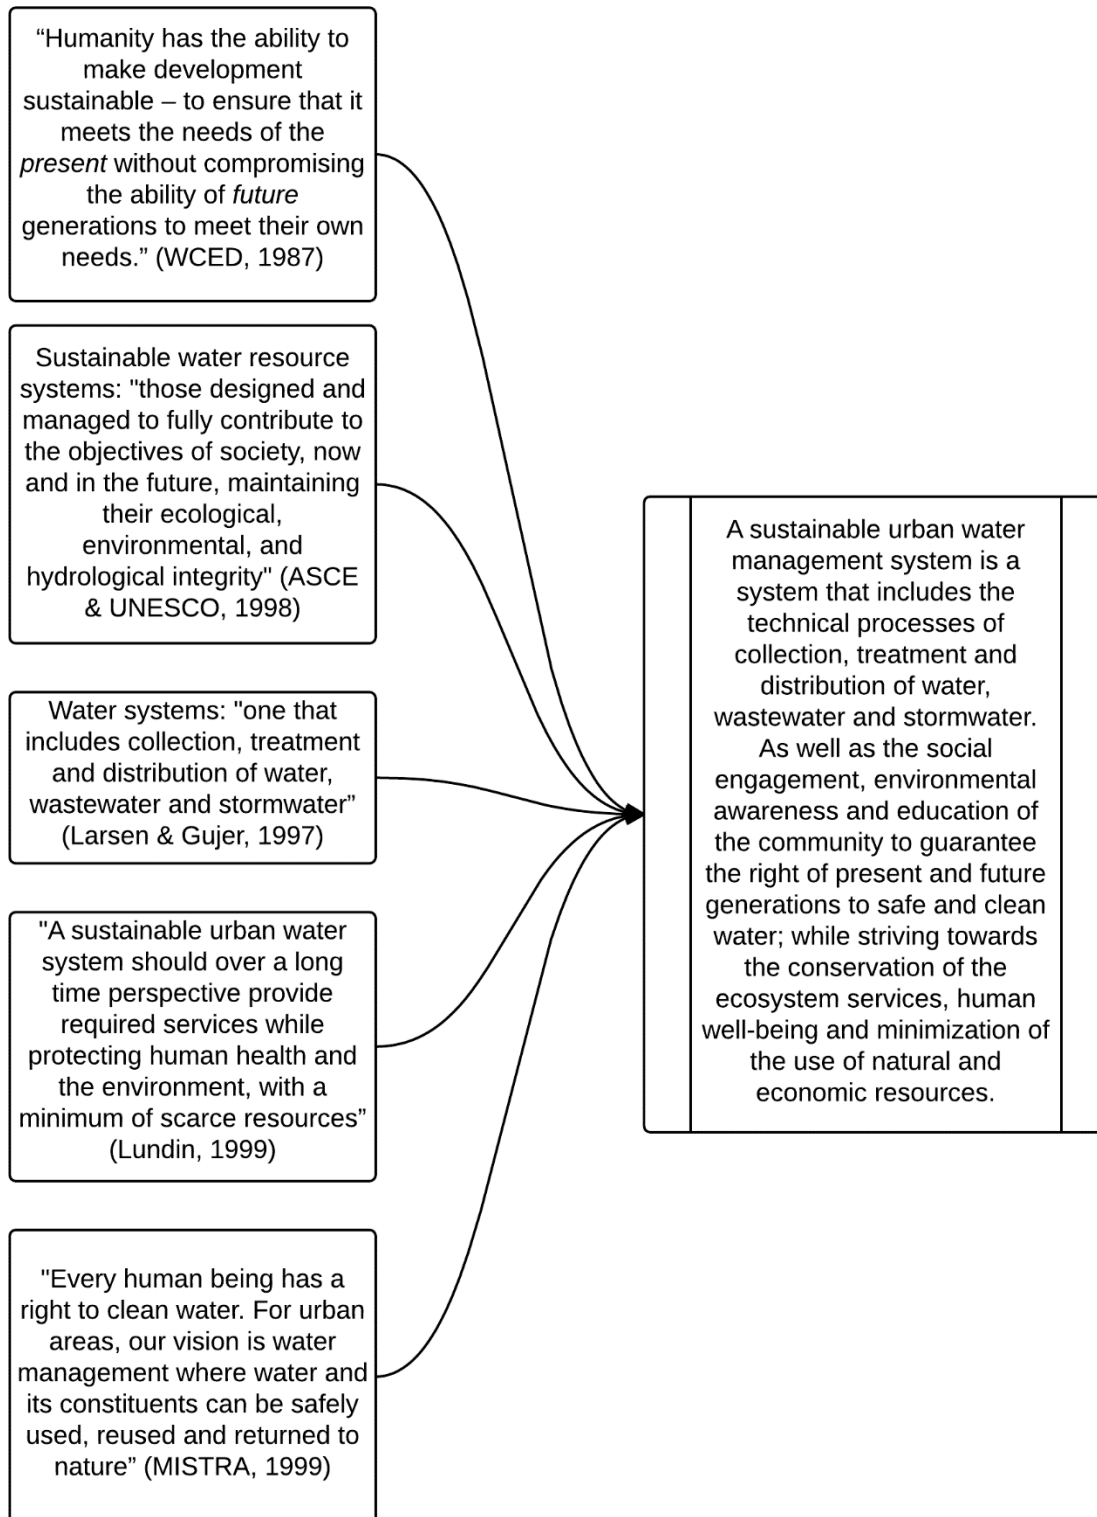 “Humanity has the ability to
make development
sustainable – to ensure that it
meets the needs of the
present without compromising
the ability of future
generations to meet their own
needs.” (WCED, 1987)
Sustainable water resource
systems: "those designed and
managed to fully contribute to
the objectives of society, now
and in the future, maintaining
their ecological,
environmental, and
hydrological integrity" (ASCE
& UNESCO, 1998)
Water systems: "one that
includes collection, treatment
and distribution of water,
wastewater and stormwater”
(Larsen & Gujer, 1997)
"A sustainable urban water
system should over a long
time perspective provide
required services while
protecting human health and
the environment, with a
minimum of scarce resources”
(Lundin, 1999)
"Every human being has a
right to clean water. For urban
areas, our vision is water
management where water and
its constituents can be safely
used, reused and returned to
nature” (MISTRA, 1999)
A sustainable urban water
management system is a
system that includes the
technical processes of
collection, treatment and
distribution of water,
wastewater and stormwater.
As well as the social
engagement, environmental
awareness and education of
the community to guarantee
the right of present and future
generations to safe and clean
water; while striving towards
the conservation of the
ecosystem services, human
well-being and minimization of
the use of natural and
economic resources.